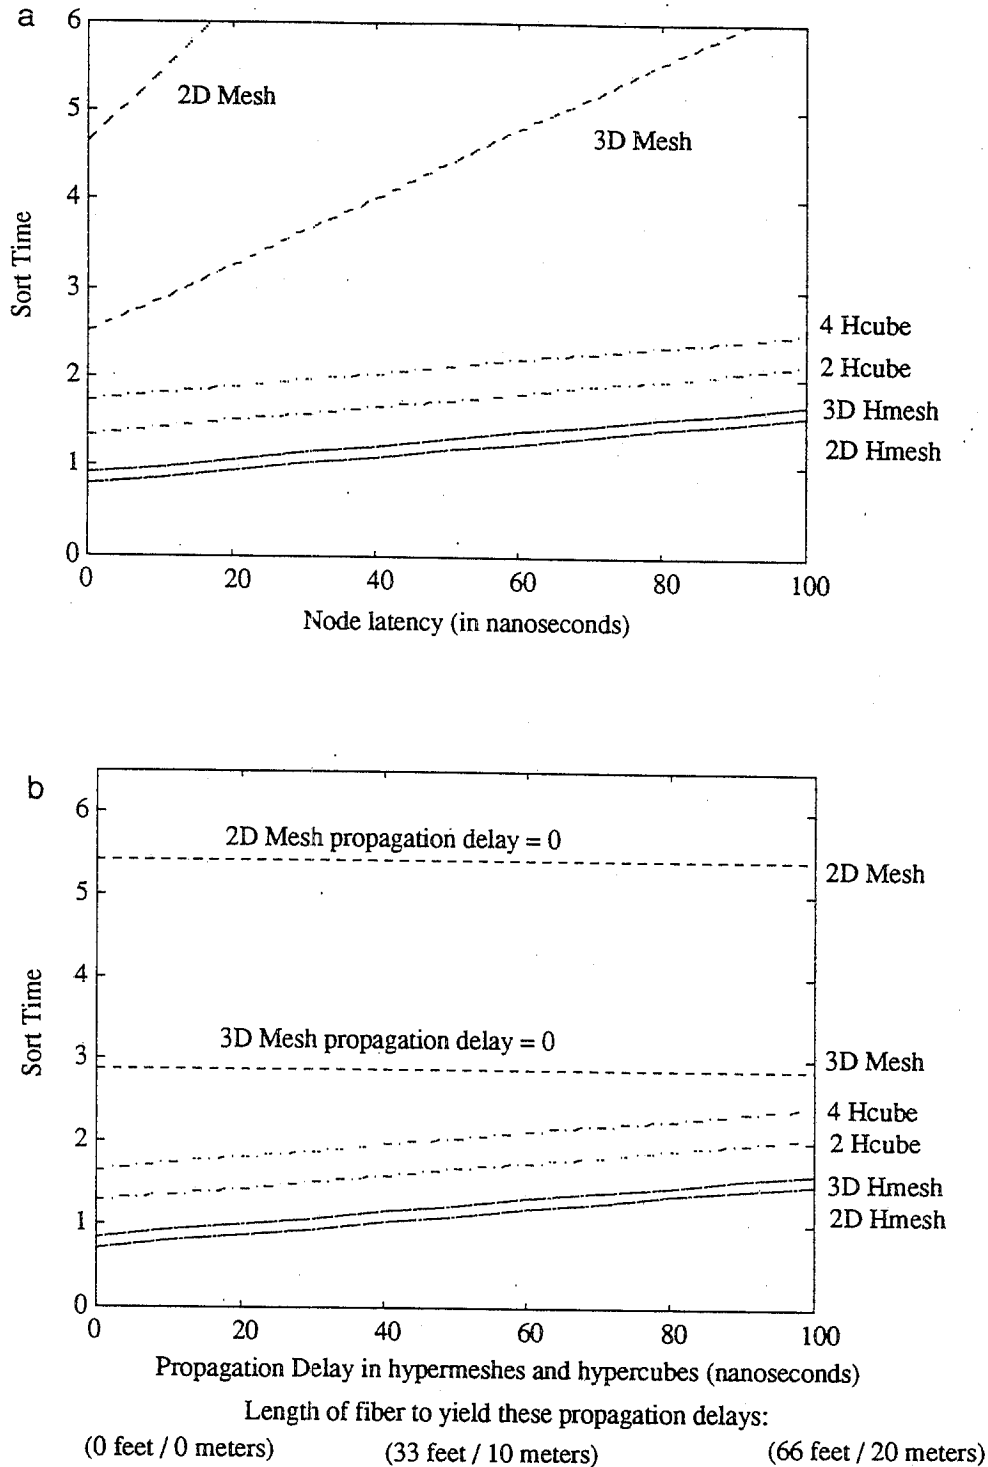 a
6
5
4
3
2
1
0
Sort Time
2D Mesh
3D Mesh
4 Hcube
2 Hcube
3D Hmesh
2D Hmesh
0 20 40 60 80 100
Node latency (in nanoseconds)
b
6
5
4
3
2
1
0
Sort Time
2D Mesh propagation delay = 0
2D Mesh
3D Mesh propagation delay = 0
3D Mesh
4 Hcube
2 Hcube
3D Hmesh
2D Hmesh
0 20 40 60 80 100
Propagation Delay in hypermeshes and hypercubes (nanoseconds)
Length of fiber to yield these propagation delays:
(0 feet / 0 meters) (33 feet / 10 meters) (66 feet / 20 meters)